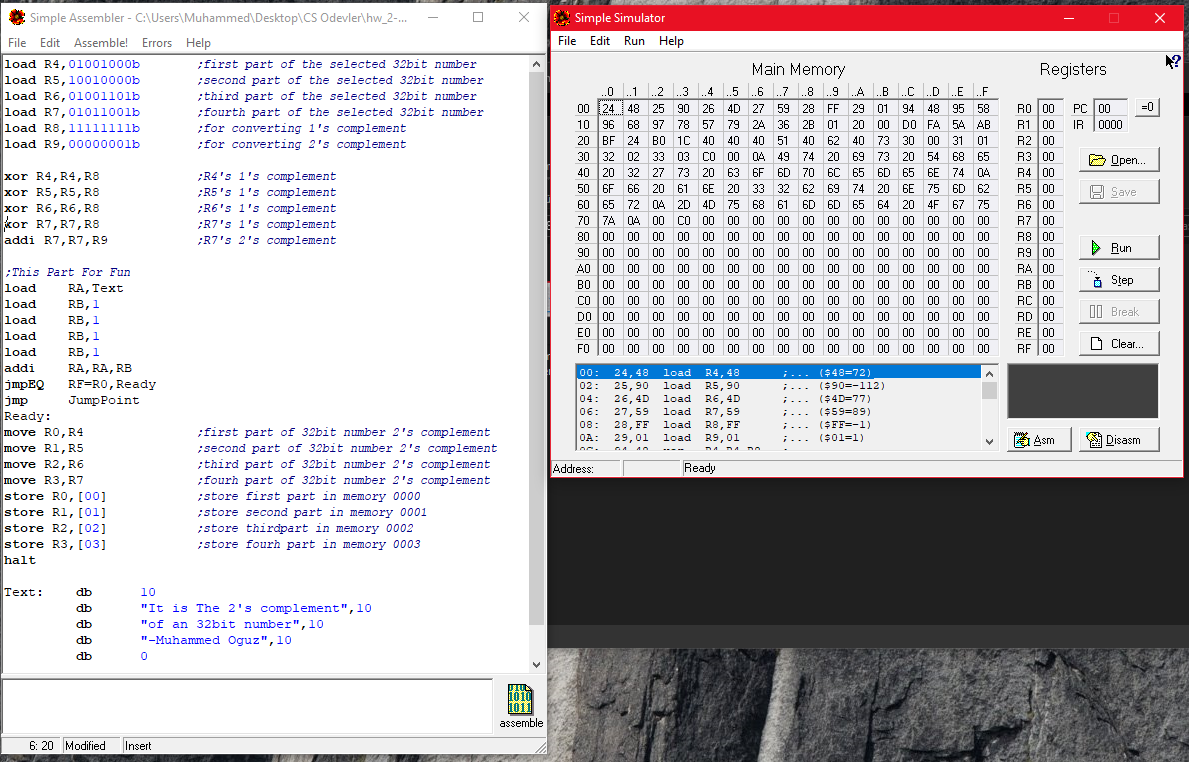 Simple Assembler - C:\Users\Muhammed\Desktop\CS Odevler\hw_2-...
File Edit Assemble! Errors Help
load R4,01001000b ;first part of the selected 32bit number
load R5,10010000b ;second part of the selected 32bit number
load R6,01001101b ;third part of the selected 32bit number
load R7,01011001b ;fourth part of the selected 32bit number
load R8,11111111b ;for converting 1's complement
load R9,00000001b ;for converting 2's complement
xor R4,R4,R8 ;R4's 1's complement
xor R5,R5,R8 ;R5's 1's complement
xor R6,R6,R8 ;R6's 1's complement
xor R7,R7,R8 ;R7's 1's complement
addi R7,R7,R9 ;R7's 2's complement
;This Part For Fun
load RA,Text
load RB,1
load RB,1
load RB,1
load RB,1
addi RA,RA,RB
jmpEQ RF=R0,Ready
jmp JumpPoint
Ready:
move R0,R4 ;first part of 32bit number 2's complement
move R1,R5 ;second part of 32bit number 2's complement
move R2,R6 ;third part of 32bit number 2's complement
move R3,R7 ;fourh part of 32bit number 2's complement
store R0,[00] ;store first part in memory 0000
store R1,[01] ;store second part in memory 0001
store R2,[02] ;store thirdpart in memory 0002
store R3,[03] ;store fourh part in memory 0003
halt
Text: db 10
db "It is The 2's complement",10
db "of an 32bit number",10
db "-Muhammed Oguz",10
db 0
010
1010
1011
assemble
6: 20 Modified Insert
Simple Simulator
File Edit Run Help
Main Memory
..0 ..1 ..2 ..3 ..4 ..5 ..6 ..7 ..8 ..9 ..A ..B ..C ..D ..E ..F
00 24 48 25 90 26 4D 27 59 28 FF 29 01 94 48 95 58
10 96 68 97 78 57 79 2A 36 2B 01 20 00 D0 FA 5A AB
20 BF 24 B0 1C 40 40 40 51 40 62 40 73 30 00 31 01
30 32 02 33 03 C0 00 0A 49 74 20 69 73 20 54 68 65
40 20 32 27 73 20 63 6F 6D 70 6C 65 6D 65 6E 74 0A
50 6F 66 20 61 6E 20 33 32 62 69 74 20 6E 75 6D 62
60 65 72 0A 2D 4D 75 68 61 6D 6D 65 64 20 4F 67 75
70 7A 0A 00 C0 00 00 00 00 00 00 00 00 00 00 00 00
80 00 00 00 00 00 00 00 00 00 00 00 00 00 00 00 00
90 00 00 00 00 00 00 00 00 00 00 00 00 00 00 00 00
A0 00 00 00 00 00 00 00 00 00 00 00 00 00 00 00 00
B0 00 00 00 00 00 00 00 00 00 00 00 00 00 00 00 00
C0 00 00 00 00 00 00 00 00 00 00 00 00 00 00 00 00
D0 00 00 00 00 00 00 00 00 00 00 00 00 00 00 00 00
E0 00 00 00 00 00 00 00 00 00 00 00 00 00 00 00 00
F0 00 00 00 00 00 00 00 00 00 00 00 00 00 00 00 00
00: 24,48 load R4,48 ;... ($48=72)
02: 25,90 load R5,90 ;... ($90=-112)
04: 26,4D load R6,4D ;... ($4D=77)
06: 27,59 load R7,59 ;... ($59=89)
08: 28,FF load R8,FF ;... ($FF=-1)
0A: 29,01 load R9,01 ;... ($01=1)
Registers
R0 00 PC 00 =0
R1 00 IR 0000
R2 00
R3 00
R4 00
R5 00
R6 00
R7 00
R8 00
R9 00
RA 00
RB 00
RC 00
RD 00
RE 00
RF 00
Open...
Save
Run
Step
Break
Clear...
Asm Disasm
Address: Ready